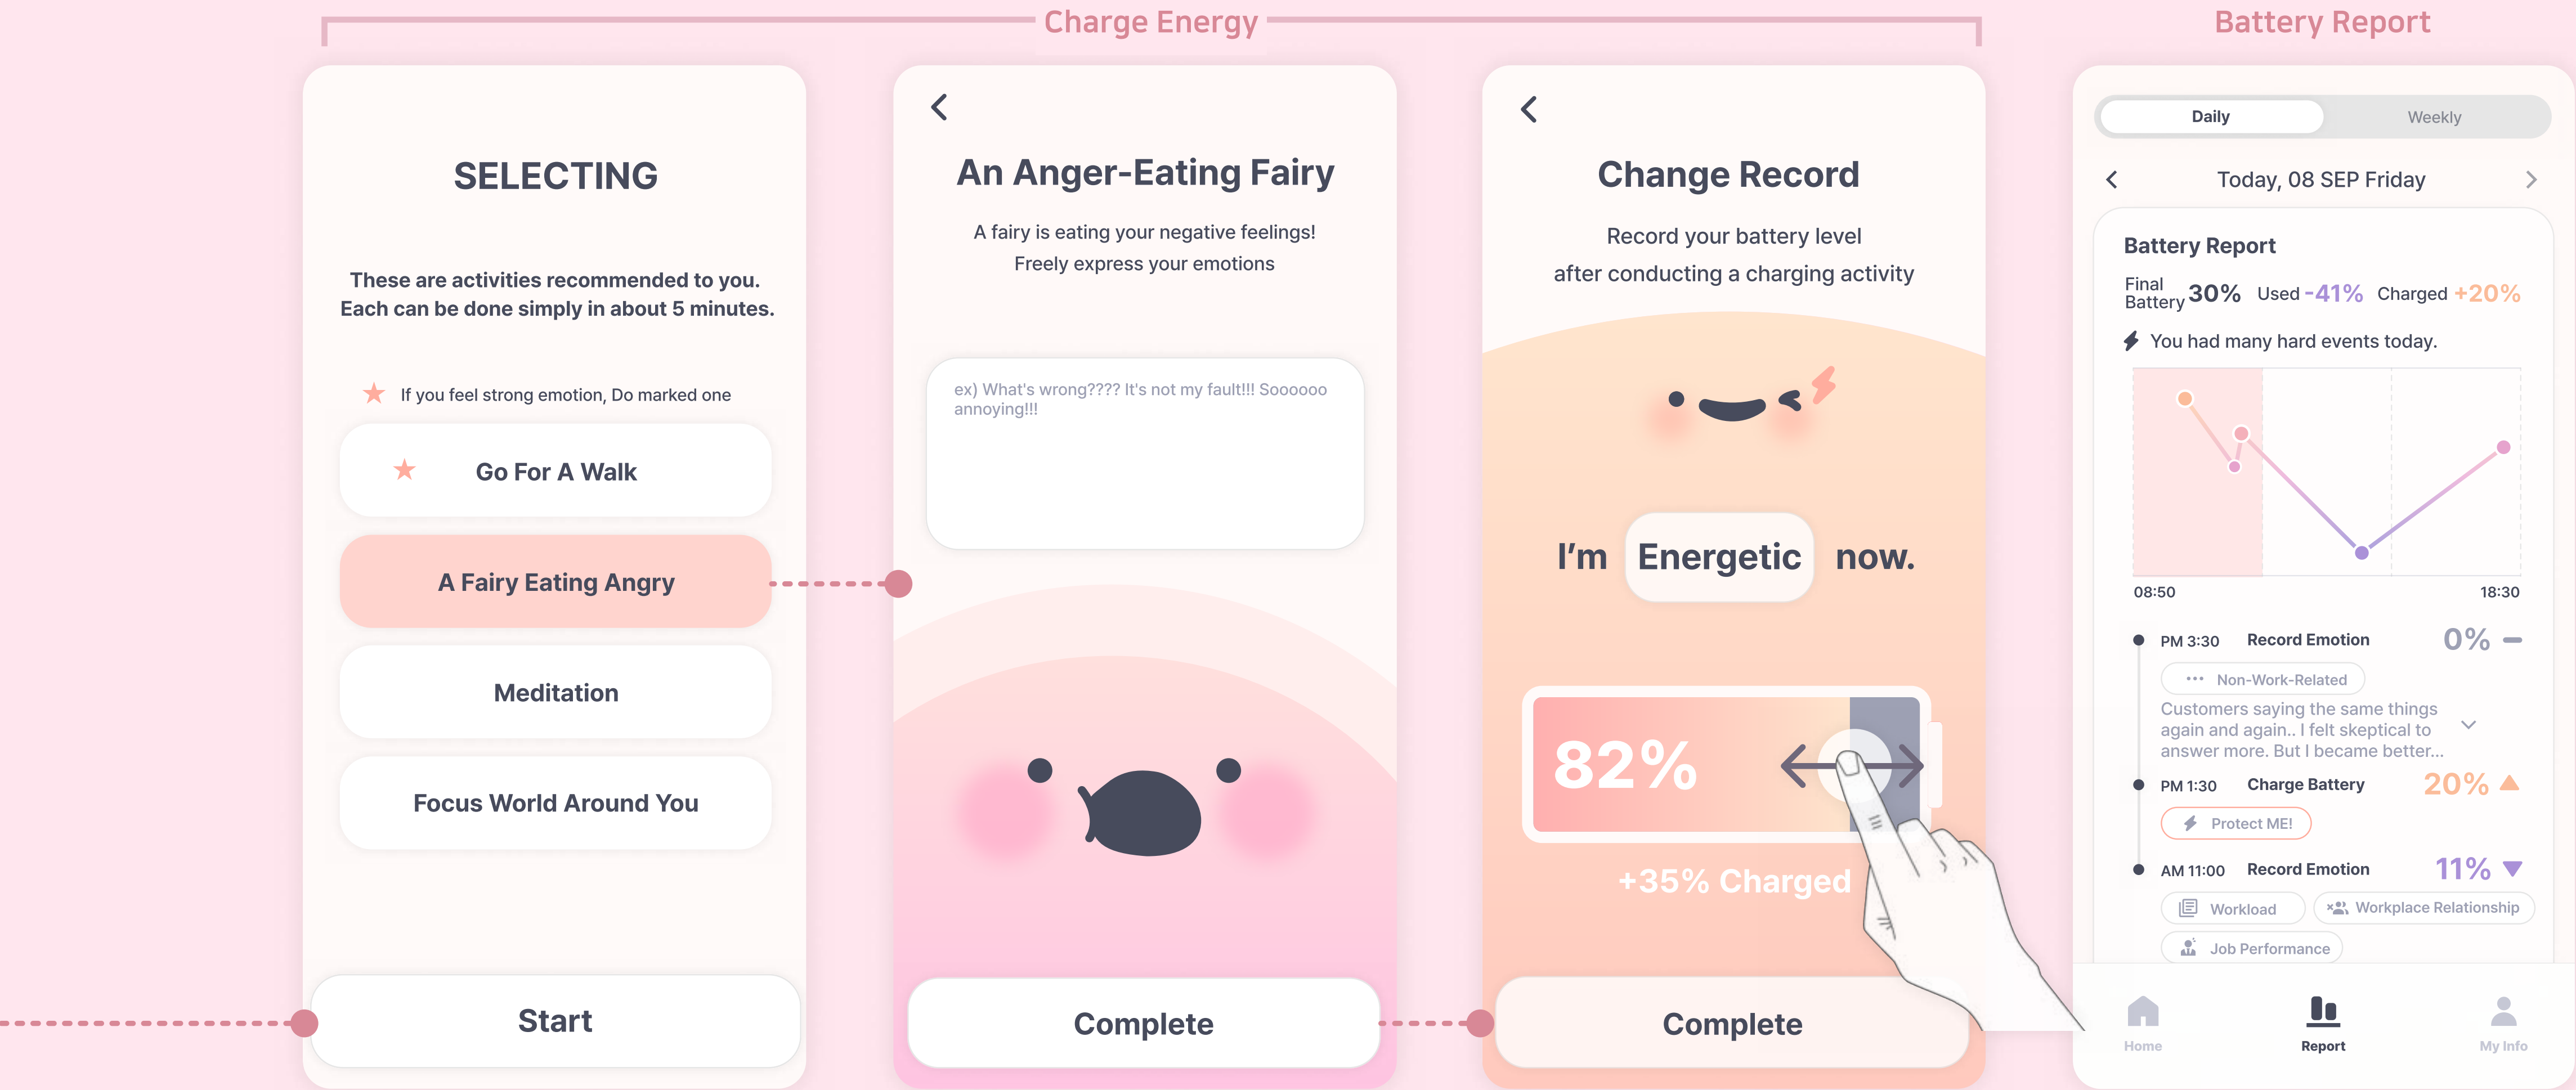 Charge Energy
Battery Report
SELECTING
These are activities recommended to you.
Each can be done simply in about 5 minutes.
If you feel strong emotion, Do marked one
Go For A Walk
A Fairy Eating Angry
Meditation
Focus World Around You
Start
An Anger-Eating Fairy
A fairy is eating your negative feelings!
Freely express your emotions
ex) What's wrong???? It's not my fault!!! Soooooo
annoying!!!
Complete
Change Record
Record your battery level
after conducting a charging activity
I'm Energetic now.
82%
+35% Charged
Complete
Daily Weekly
Today, 08 SEP Friday
Battery Report
Final Battery 30% Used -41% Charged +20%
You had many hard events today.
08:50 18:30
PM 3:30 Record Emotion 0%
Non-Work-Related
Customers saying the same things
again and again.. I felt skeptical to
answer more. But I became better...
PM 1:30 Charge Battery 20%
Protect ME!
AM 11:00 Record Emotion 11%
Workload Workplace Relationship
Job Performance
Home Report My Info